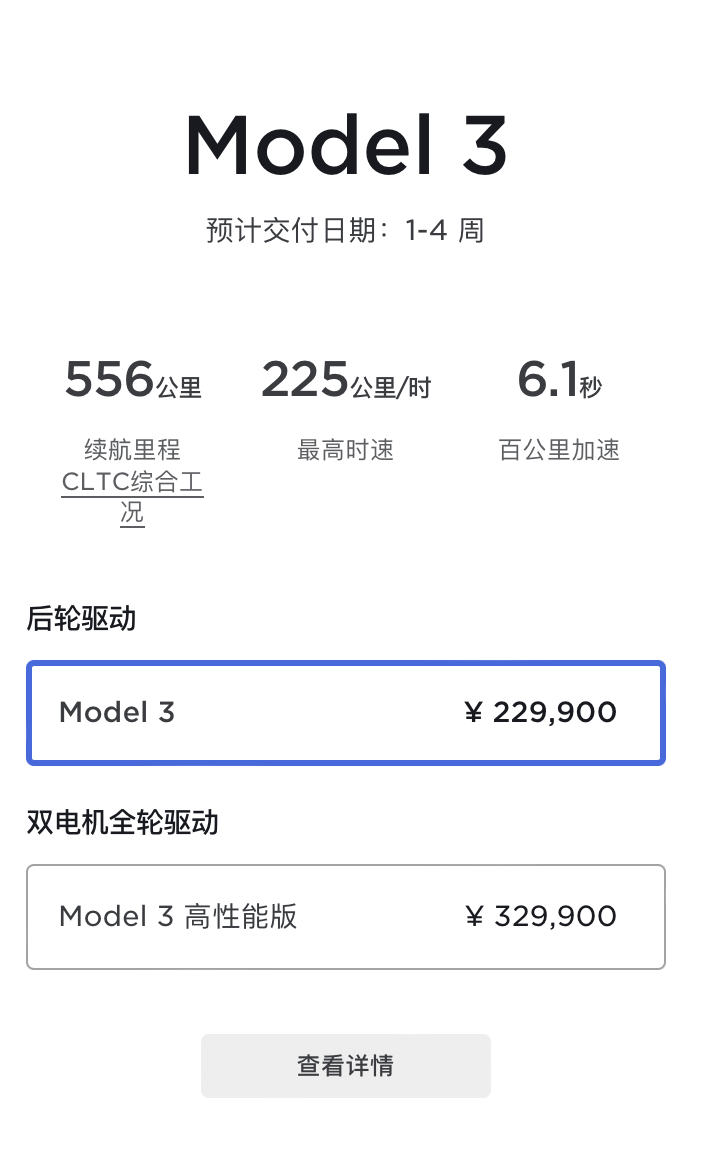 Model 3
预计交付日期：1-4 周
556公里 225公里/时 6.1秒
续航里程 最高时速 百公里加速
CLTC综合工
况
后轮驱动
Model 3 ¥ 229,900
双电机全轮驱动
Model 3 高性能版 ¥ 329,900
查看详情